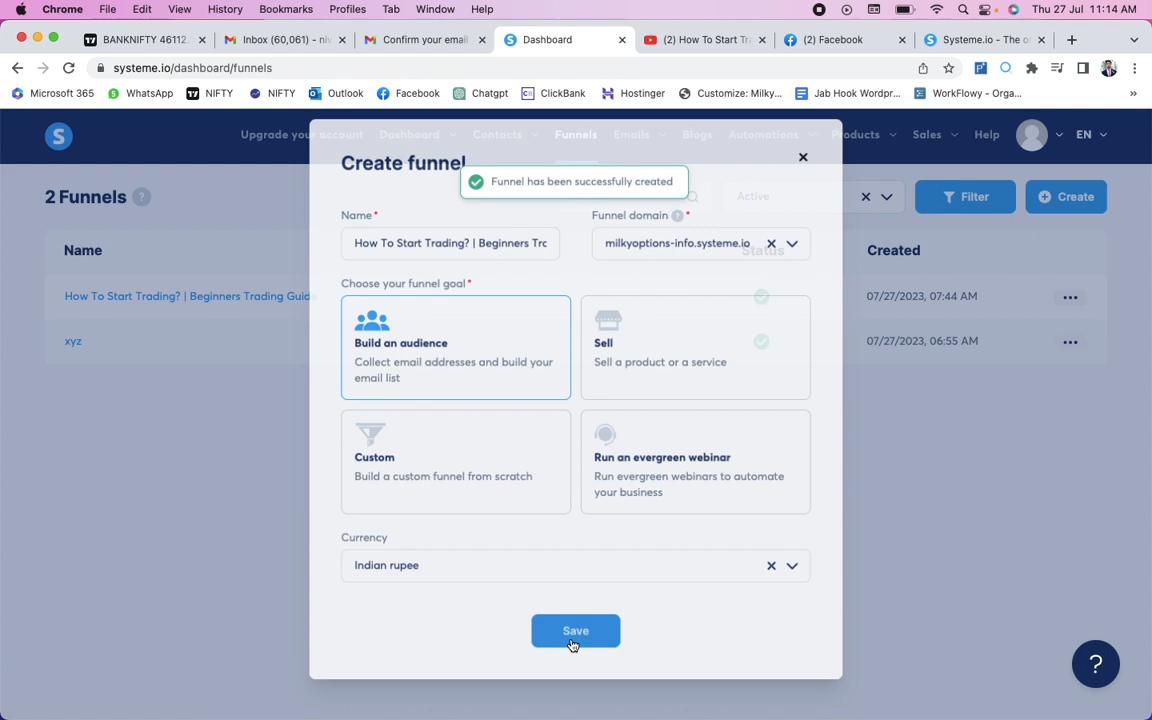 Chrome File Edit View History Bookmarks Profiles Tab Window Help Thu 27 Jul 11:14 AM
BANKNIFTY 46112 Inbox (60,061) - niv Confirm your email Dashboard (2) How To Start Tra (2) Facebook Systeme.io - The o
systeme.io/dashboard/funnels
Microsoft 365 WhatsApp NIFTY NIFTY Outlook Facebook Chatgpt ClickBank Hostinger Customize: Milky... Jab Hook Wordpr... WorkFlowy - Orga... »
Upgrade your account Dashboard Contacts Funnels Emails Blogs Automations Products Sales Help EN
Create funnel
Funnel has been successfully created
2 Funnels ? Active Filter Create
Name* Funnel domain ? *
Name How To Start Trading? | Beginners Trc milkyoptions-info.systeme.io Status Created
Choose your funnel goal*
How To Start Trading? | Beginners Trading Guide 07/27/2023, 07:44 AM
xyz 07/27/2023, 06:55 AM
Build an audience
Collect email addresses and build your
email list
Sell
Sell a product or a service
Custom
Build a custom funnel from scratch
Run an evergreen webinar
Run evergreen webinars to automate
your business
Currency
Indian rupee
Save
?